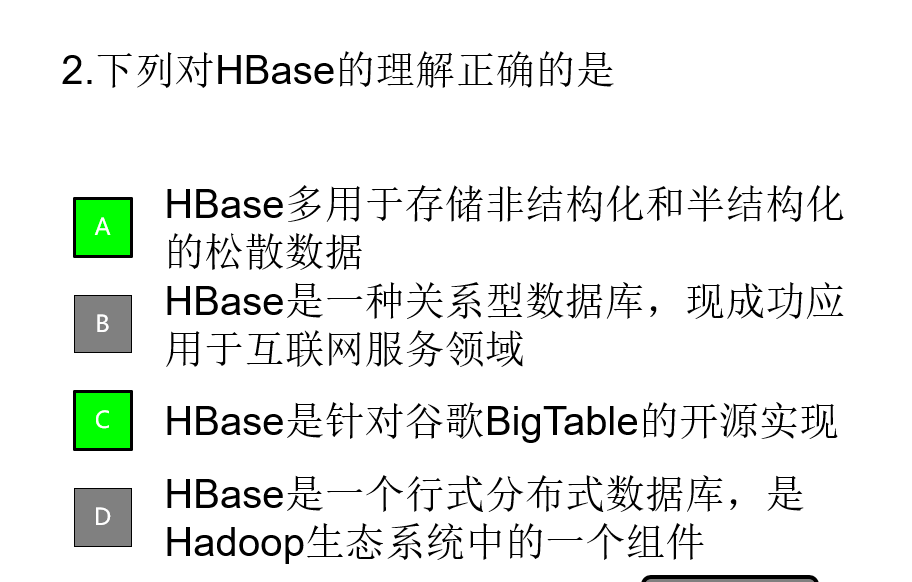 2.下列对HBase的理解正确的是
A
HBase多用于存储非结构化和半结构化
的松散数据
B
HBase是一种关系型数据库，现成功应
用于互联网服务领域
C
HBase是针对谷歌BigTable的开源实现
D
HBase是一个行式分布式数据库，是
Hadoop生态系统中的一个组件